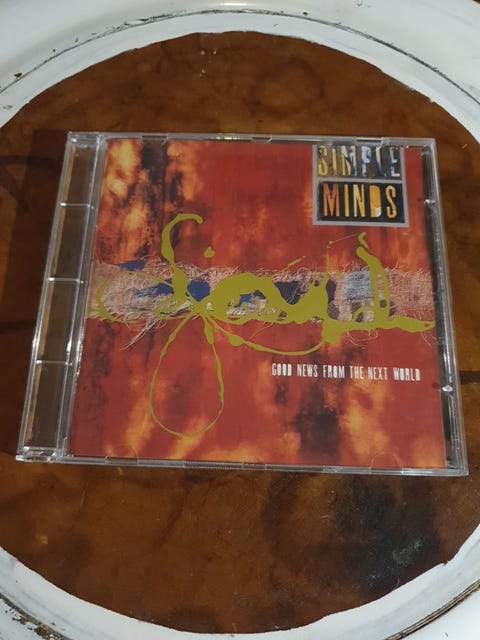 SIMPLE
MINDS
GOOD NEWS FROM THE NEXT WORLD